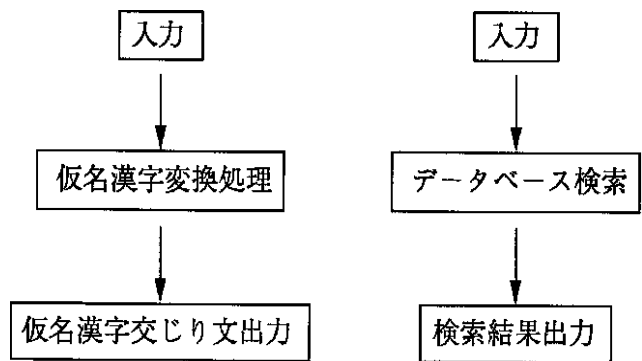 入力
仮名漢字変換処理
仮名漢字交じり文出力
入力
データベース検索
検索結果出力